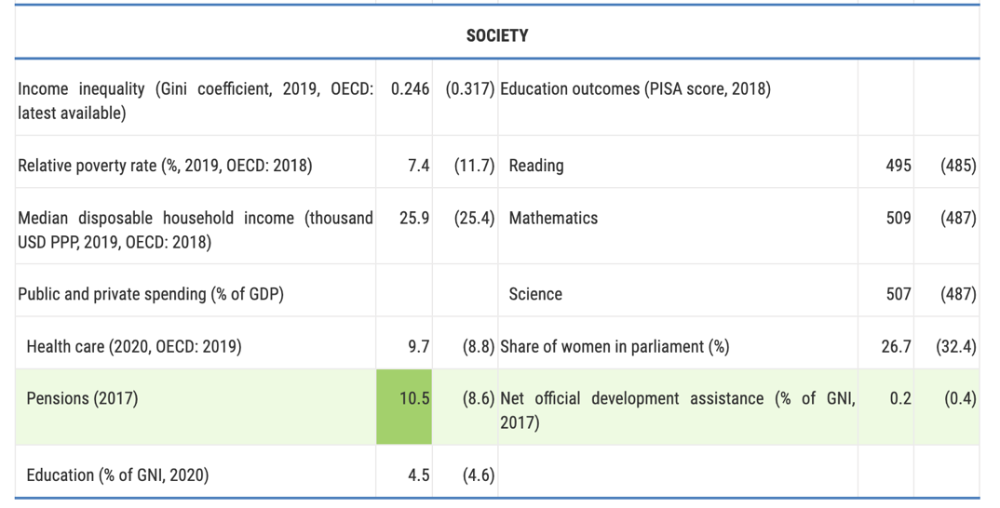 SOCIETY
Income inequality (Gini coefficient, 2019, OECD: 0.246 (0.317) Education outcomes (PISA score, 2018)
latest available)
Relative poverty rate (%, 2019, OECD: 2018) 7.4 (11.7) Reading 495 (485)
Median disposable household income (thousand 25.9 (25.4) Mathematics 509 (487)
USD PPP, 2019, OECD: 2018)
Public and private spending (% of GDP) Science 507 (487)
Health care (2020, OECD: 2019) 9.7 (8.8) Share of women in parliament (%) 26.7 (32.4)
Pensions (2017) 10.5 (8.6) Net official development assistance (% of GNI, 0.2 (0.4)
2017)
Education (% of GNI, 2020) 4.5 (4.6)